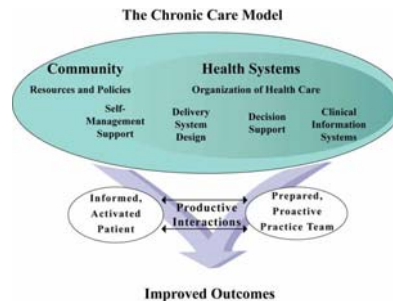 The Chronic Care Model
Community
Health Systems
Resources and Policies
Organization of Health Care
Self-
Management
Support
Delivery
System
Design
Decision
Support
Clinical
Information
Systems
Informed,
Activated
Patient
Productive
Interactions
Prepared,
Proactive
Practice Team
Improved Outcomes